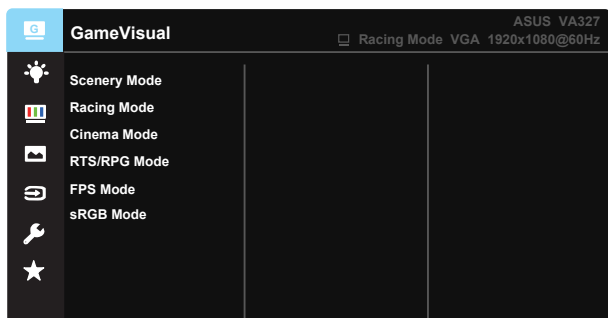 G
GameVisual
ASUS VA327
Racing Mode VGA 1920x1080@60Hz
Scenery Mode
Racing Mode
Cinema Mode
RTS/RPG Mode
FPS Mode
sRGB Mode